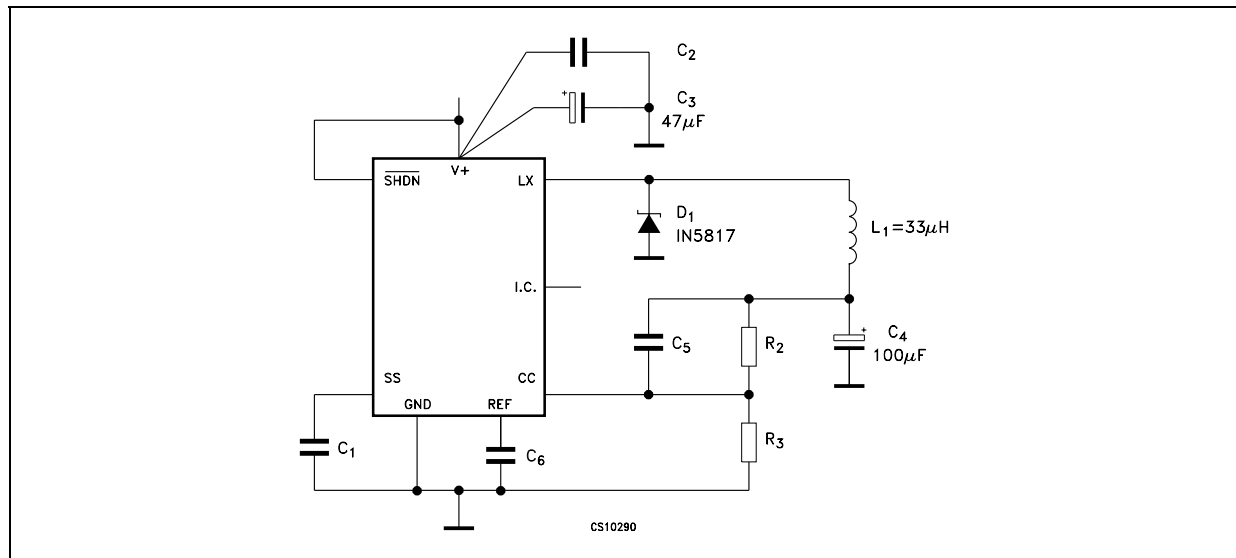 C2
C3
47µF
+
V+
SHDN
LX
D1
IN5817
L1=33µH
I.C.
C5
R2
+
C4
100µF
SS
CC
GND
REF
C1
C6
R3
CS10290